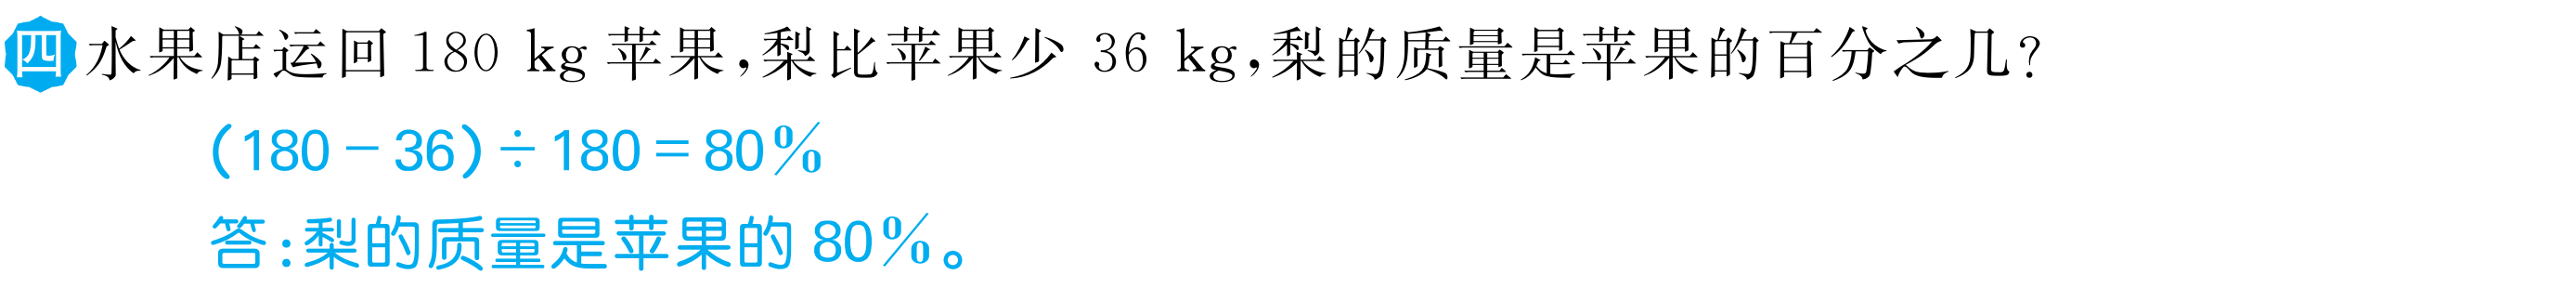 四 水果店运回 180 kg 苹果,梨比苹果少 36 kg,梨的质量是苹果的百分之几?
(180－36)÷180＝80%
答:梨的质量是苹果的 80%。